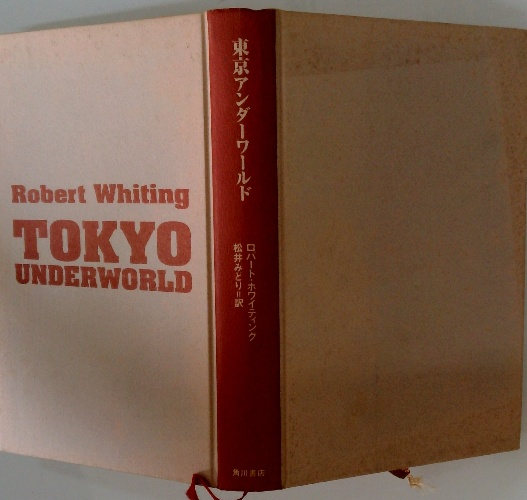 Robert Whiting
TOKYO
UNDERWORLD
東京アンダーワールド
ロバート・ホワイティング
松井みどり=訳
角川書店